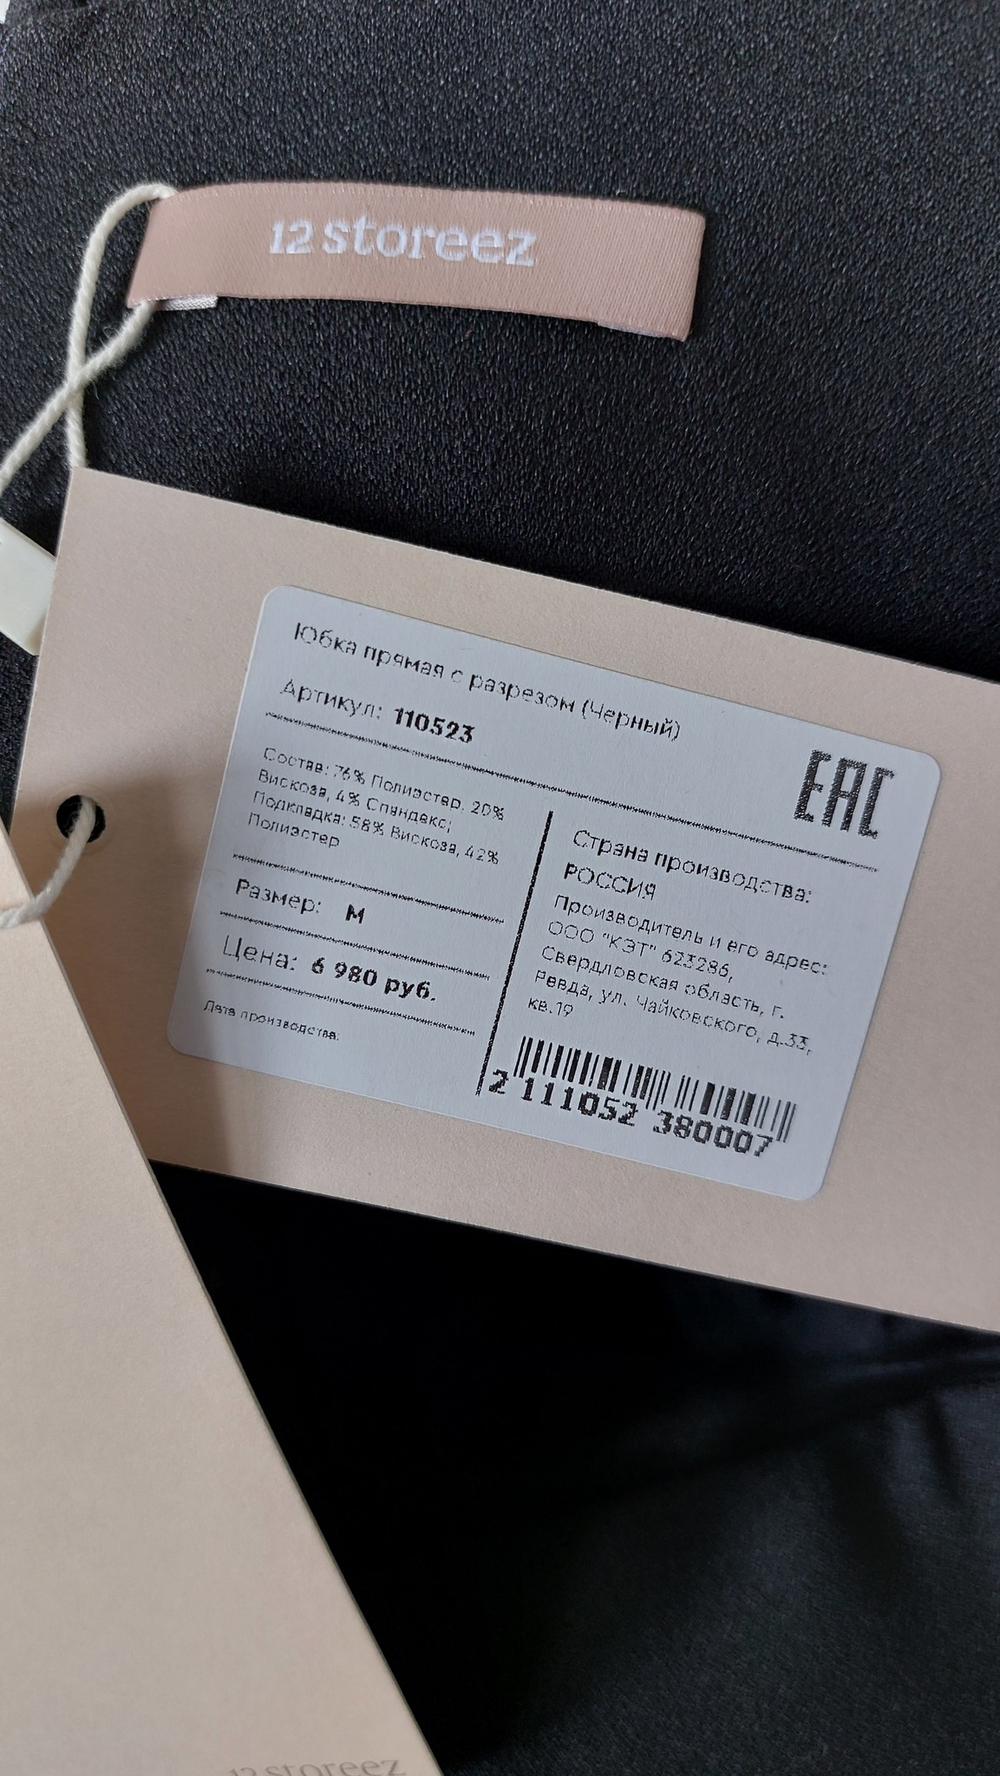 12 storeez
Юбка прямая с разрезом (Черный)
Артикул: 110523
EAC
Состав: 76% Полиэстер, 20%
Вискоза, 4% Спандекс;
Подкладка: 58% Вискоза, 42%
Полиэстер
Размер: M
Цена: 6 980 руб.
Дата производства:
Страна производства:
РОССИЯ
Производитель и его адрес:
ООО "КЭТ" 623286,
Свердловская область, г.
Ревда, ул. Чайковского, д.33,
кв.19
2 111052 380007
12 storeez